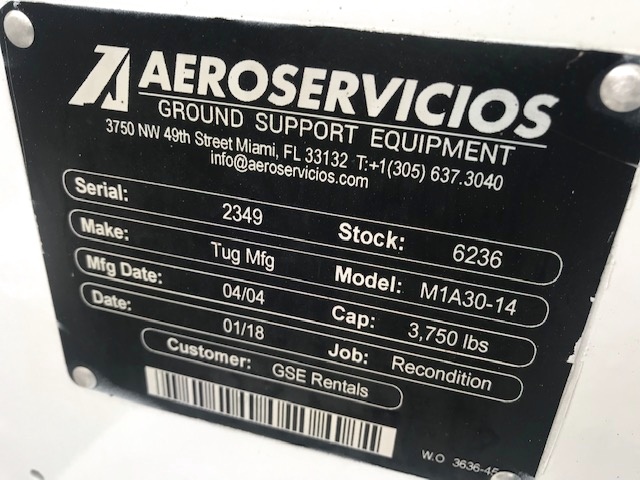 AEROSERVICIOS
GROUND SUPPORT EQUIPMENT
3750 NW 49th Street Miami, FL 33132 T:+1(305) 637.3040
info@aeroservicios.com
Serial: 2349 Stock: 6236
Make: Tug Mfg Model: M1A30-14
Mfg Date: 04/04 Cap: 3,750 lbs
Date: 01/18 Job: Recondition
Customer: GSE Rentals
W.O